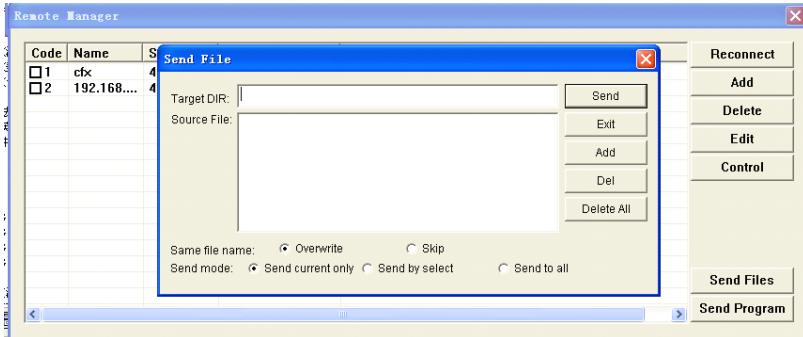 Remote Manager
Code Name S
1 cfx 4
2 192.168.... 4
Send File
Target DIR:
Source File:
Send
Exit
Add
Del
Delete All
Same file name: Overwrite Skip
Send mode: Send current only Send by select Send to all
Reconnect
Add
Delete
Edit
Control
Send Files
Send Program